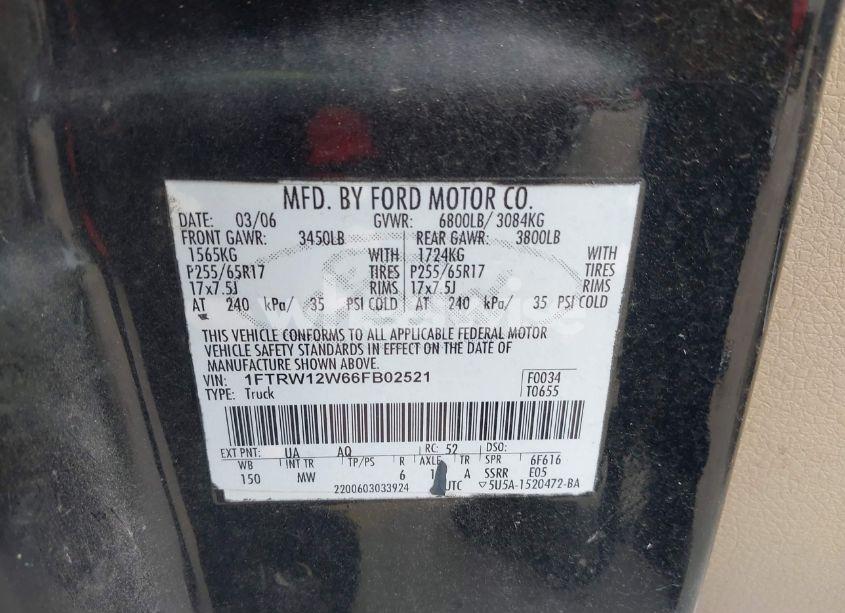 MFD. BY FORD MOTOR CO.
DATE: 03/06 GVWR: 6800LB/ 3084KG
FRONT GAWR: 3450LB REAR GAWR: 3800LB
1565KG WITH 1724KG WITH
P255/65R17 TIRES P255/65R17 TIRES
17x7.5J RIMS 17x7.5J RIMS
AT 240 kPa/ 35 PSI COLD AT 240 kPa/ 35 PSI COLD
THIS VEHICLE CONFORMS TO ALL APPLICABLE FEDERAL MOTOR
VEHICLE SAFETY STANDARDS IN EFFECT ON THE DATE OF
MANUFACTURE SHOWN ABOVE.
VIN: 1FTRW12W66FB02521 F0034
TYPE: Truck T0655
EXT PNT: UA AQ RC: 52 DSO:
WB INT TR TP/PS R AXLE TR SPR 6F616
150 MW 6 A SSRR E05
2200603033924 UTC ▽5U5A-1520472-BA